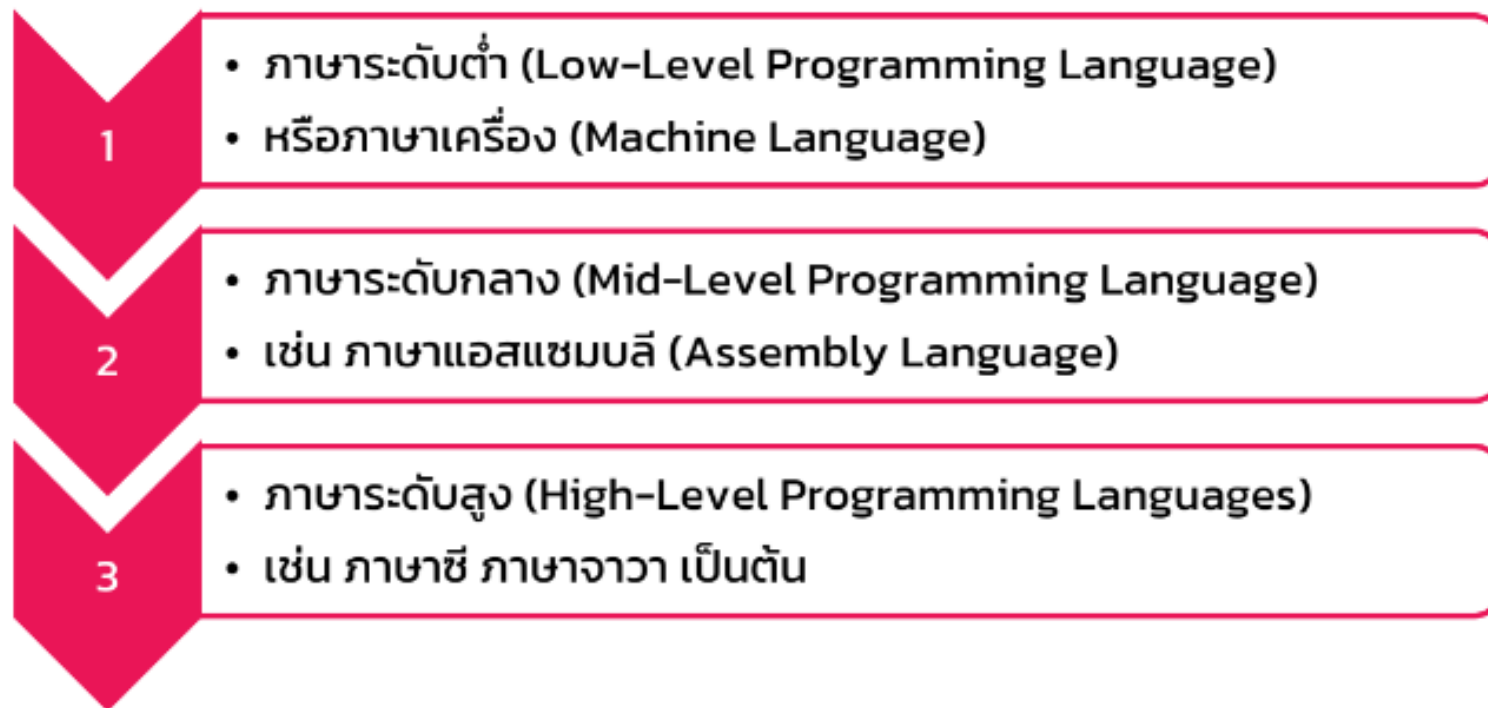 1
• ภาษาระดับต่ำ (Low-Level Programming Language)
• หรือภาษาเครื่อง (Machine Language)
2
• ภาษาระดับกลาง (Mid-Level Programming Language)
• เช่น ภาษาแอสแซมบลี (Assembly Language)
3
• ภาษาระดับสูง (High-Level Programming Languages)
• เช่น ภาษาซี ภาษาจาวา เป็นต้น